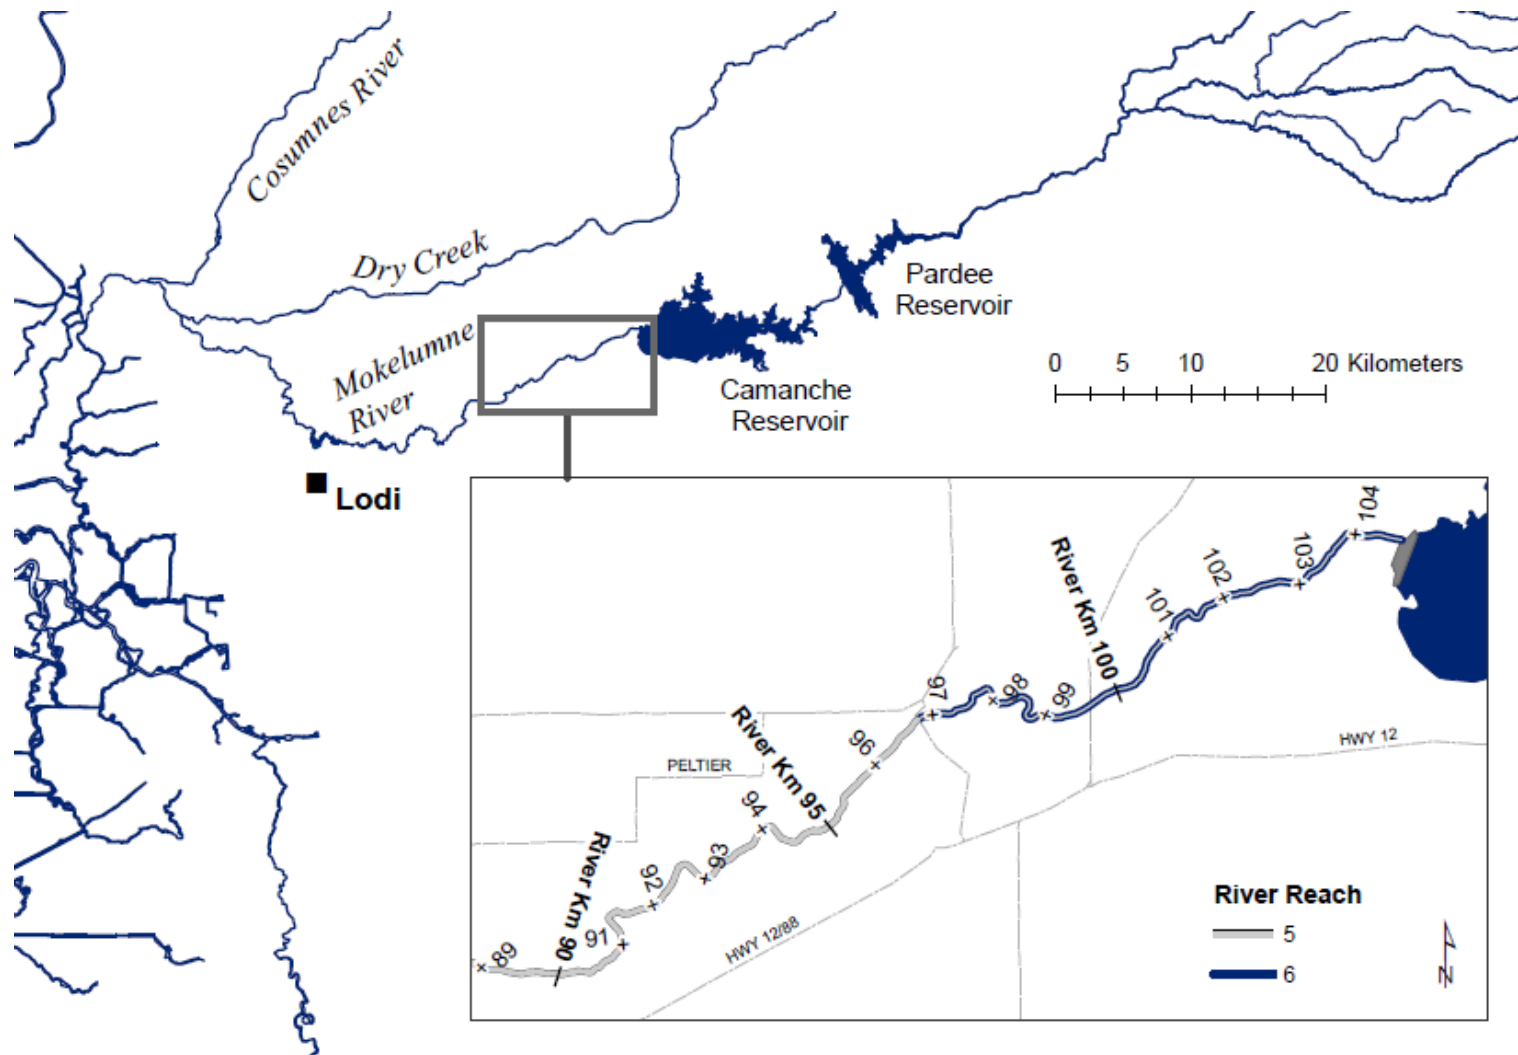 Cosumnes River
Dry Creek
Mokelumne
River
Pardee
Reservoir
Camanche
Reservoir
0 5 10 20 Kilometers
Lodi
104
103
102
101
River Km 100
99
98
97
96
River Km 95
94
93
92
91
River Km 90
89
PELTIER
HWY 12
HWY 12/88
River Reach
5
6
N